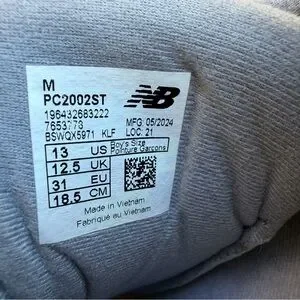 M
PC2002ST
NB
196432683222
7653773 MFG. 05/2024
BSWQX5971 KLF LOC: 21
13 US Boy's Size
Pointure Garçons
12.5 UK
31 EU
18.5 CM
Made in Vietnam
Fabriqué au Vietnam